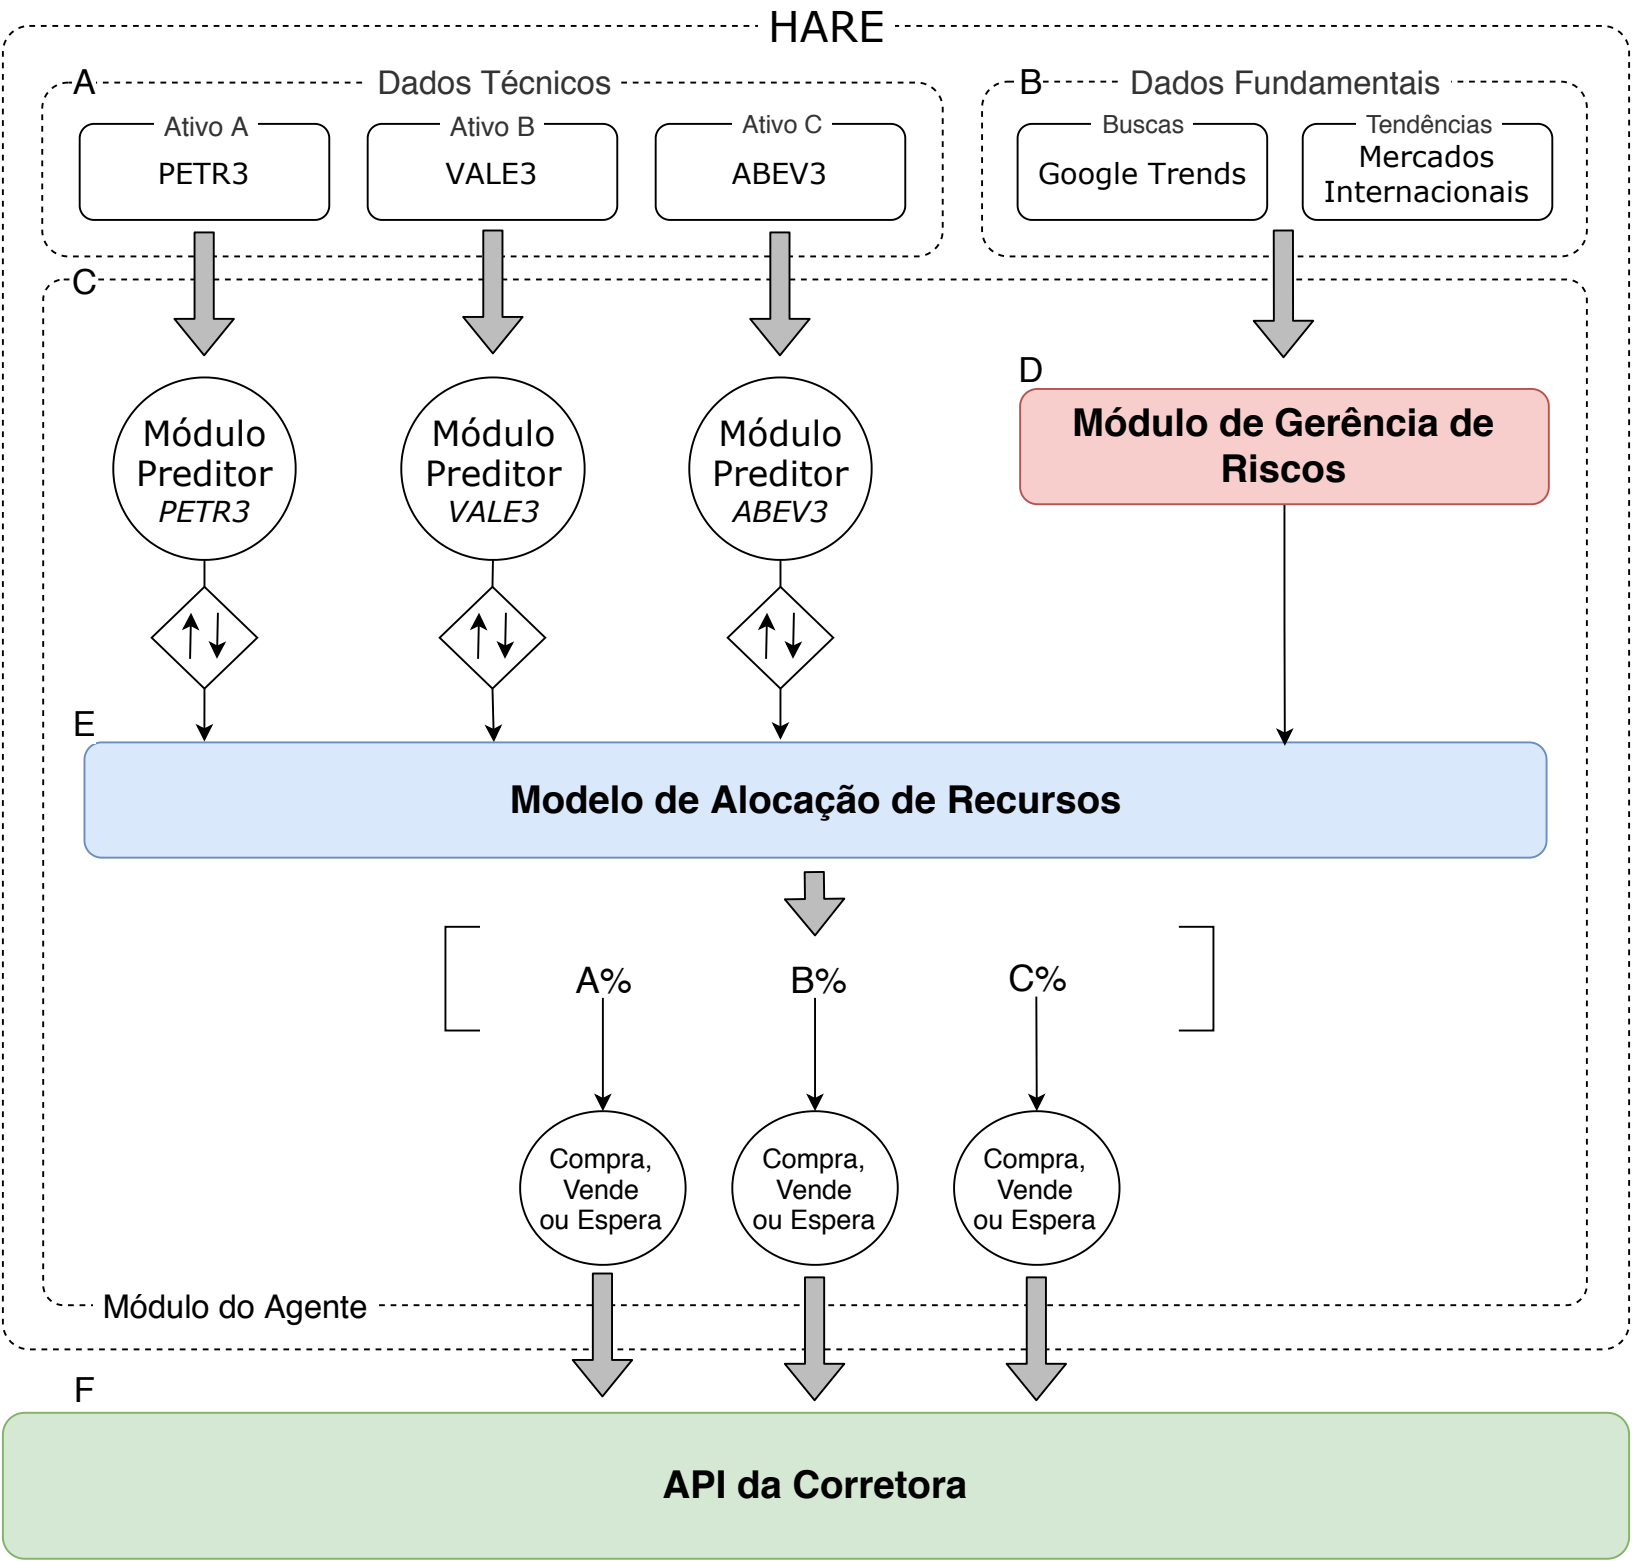 HARE
A
Dados Técnicos
B
Dados Fundamentais
Ativo A
PETR3
Ativo B
VALE3
Ativo C
ABEV3
Buscas
Google Trends
Tendências
Mercados
Internacionais
C
Módulo
Preditor
PETR3
Módulo
Preditor
VALE3
Módulo
Preditor
ABEV3
D
Módulo de Gerência de
Riscos
E
Modelo de Alocação de Recursos
A%
B%
C%
Compra,
Vende
ou Espera
Compra,
Vende
ou Espera
Compra,
Vende
ou Espera
Módulo do Agente
F
API da Corretora